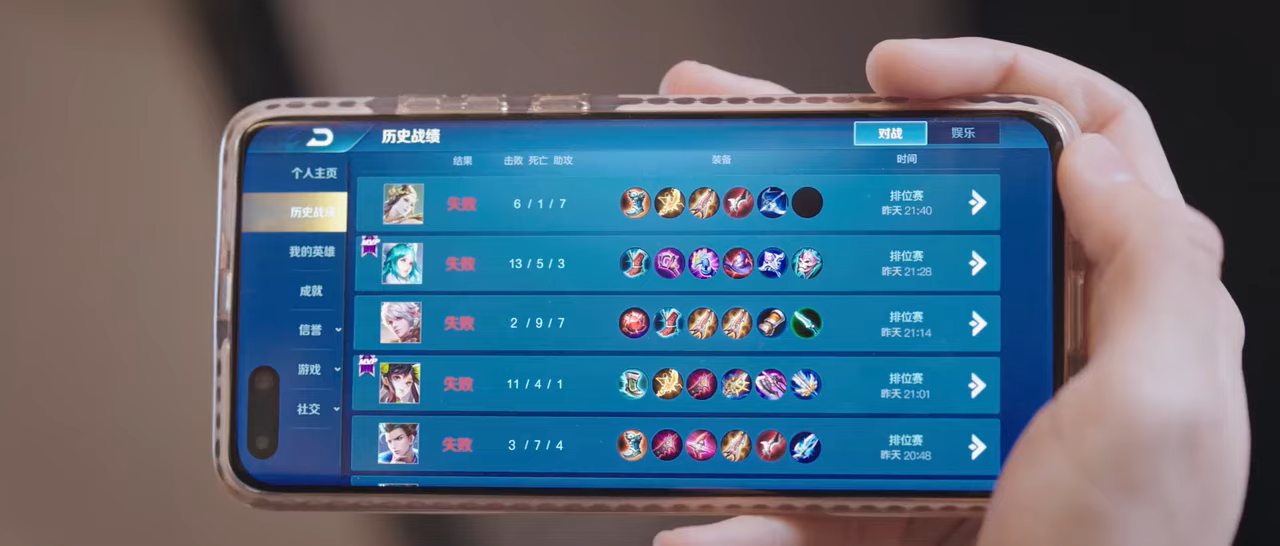 历史战绩
对战 娱乐
结果 击败 死亡 助攻 装备 时间
个人主页
历史战绩
我的英雄
成就
信誉
游戏
社交
失败 6 / 1 / 7 排位赛
昨天 21:40
MVP
失败 13 / 5 / 3 排位赛
昨天 21:28
失败 2 / 9 / 7 排位赛
昨天 21:14
MVP
失败 11 / 4 / 1 排位赛
昨天 21:01
失败 3 / 7 / 4 排位赛
昨天 20:48